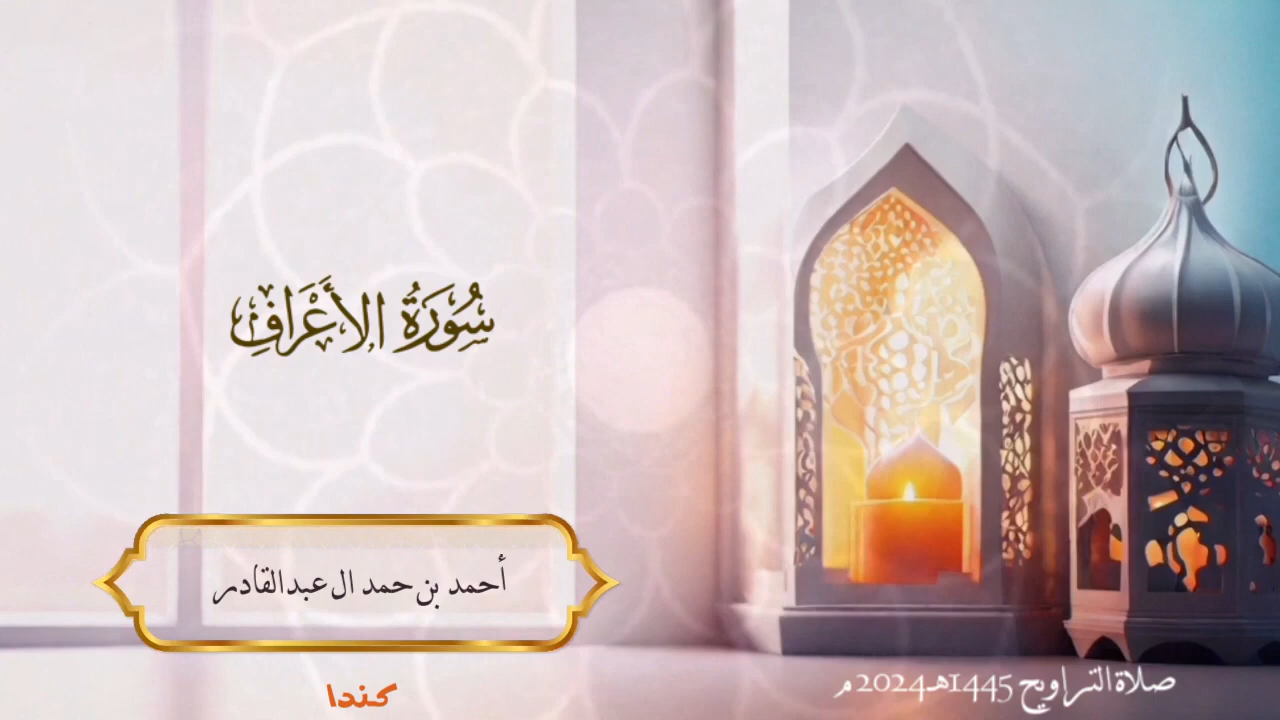 سُورَةُ الأَعْرَافِ
أحمد بن حمد ال عبدالقادر
كندا
صلاة التراويح 1445هـ 2024م